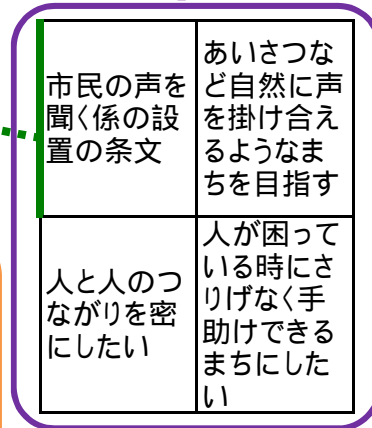 市民の声を
聞く係の設
置の条文
あいさつな
ど自然に声
を掛け合え
るようなま
ちを目指す
人と人のつ
ながりを密
にしたい
人が困って
いる時にさ
りげなく手
助けできる
まちにした
い